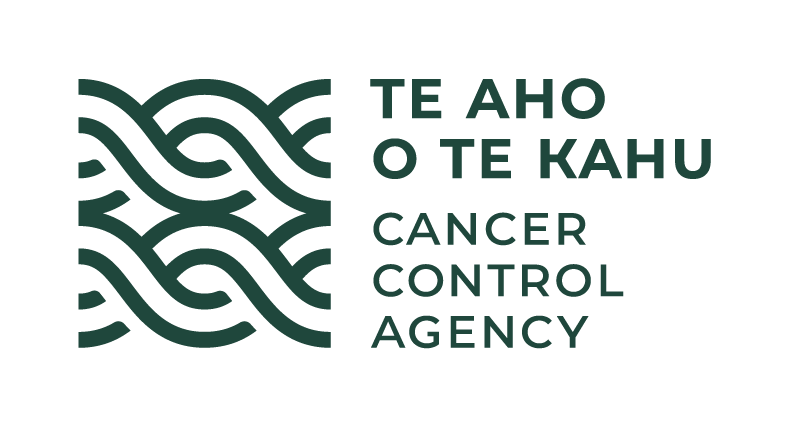 TE AHO
O TE KAHU
CANCER
CONTROL
AGENCY